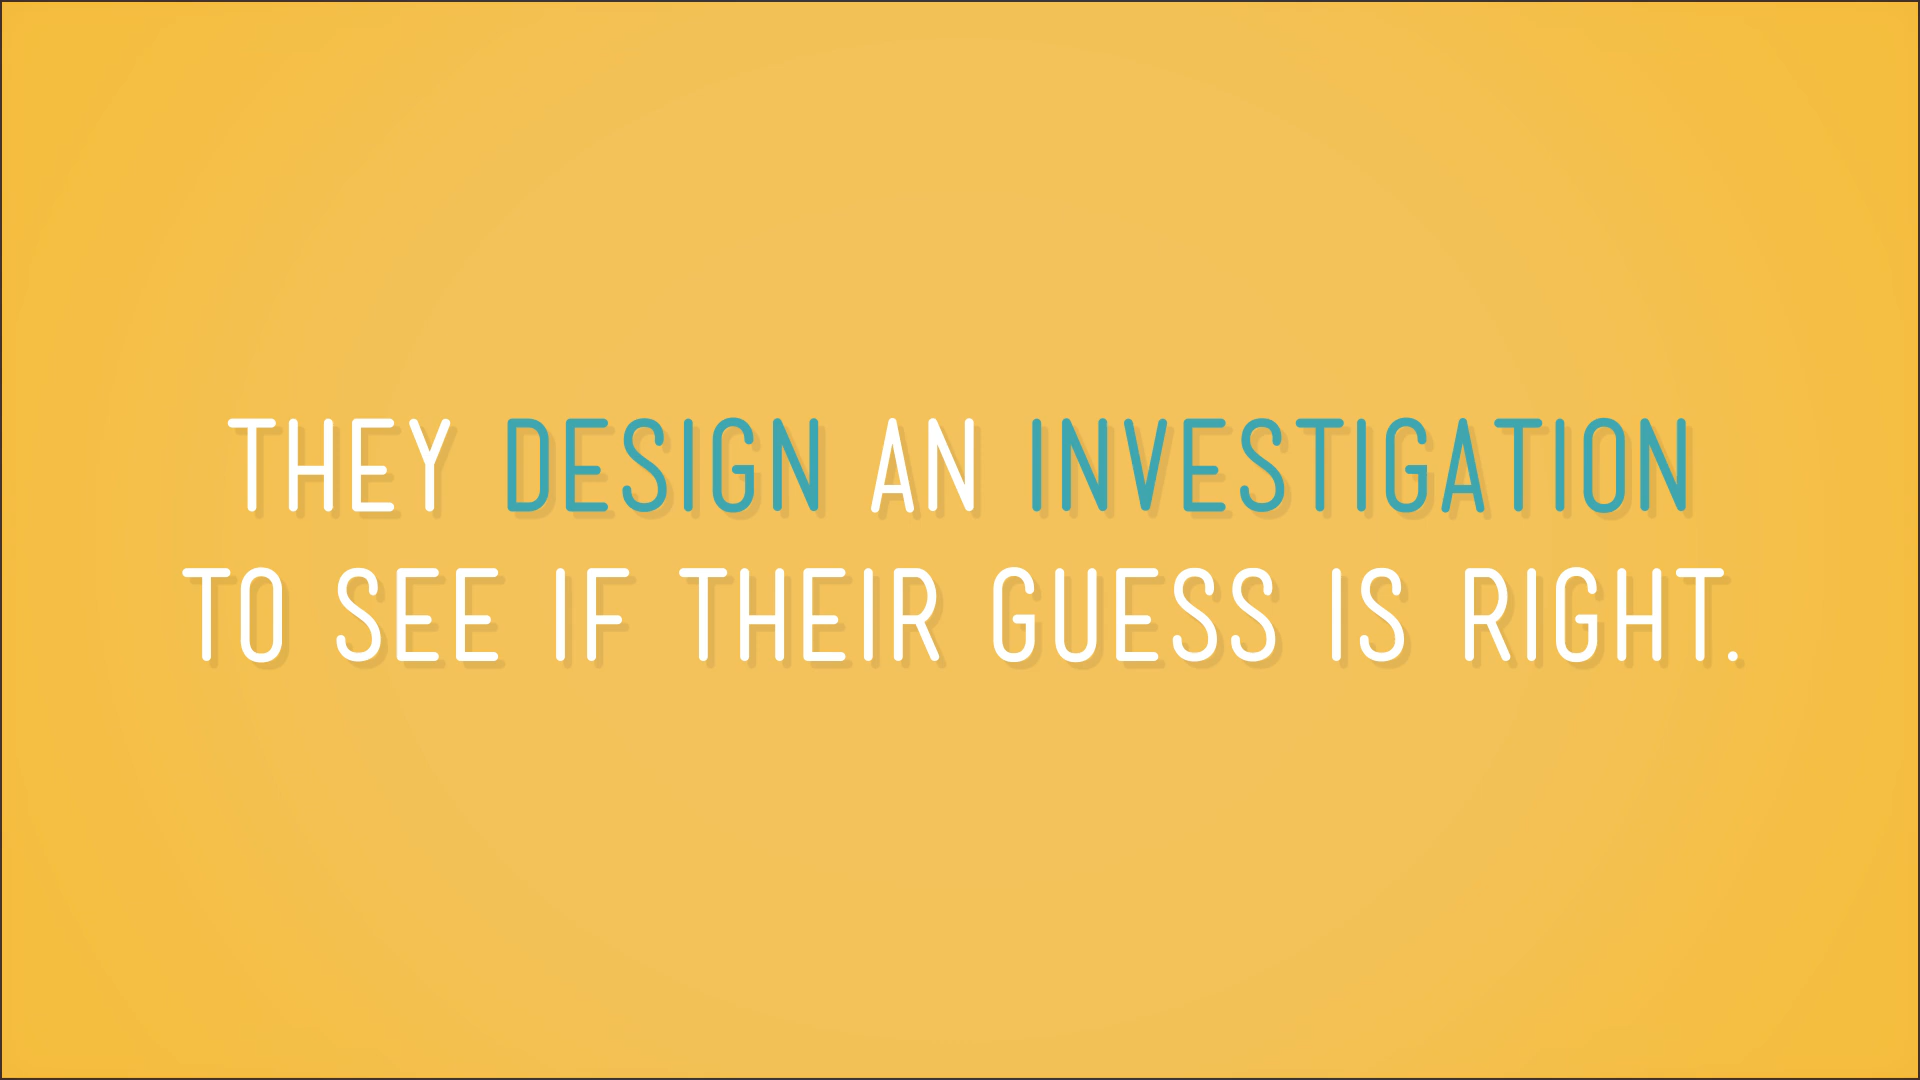 THEY DESIGN AN INVESTIGATION
TO SEE IF THEIR GUESS IS RIGHT.